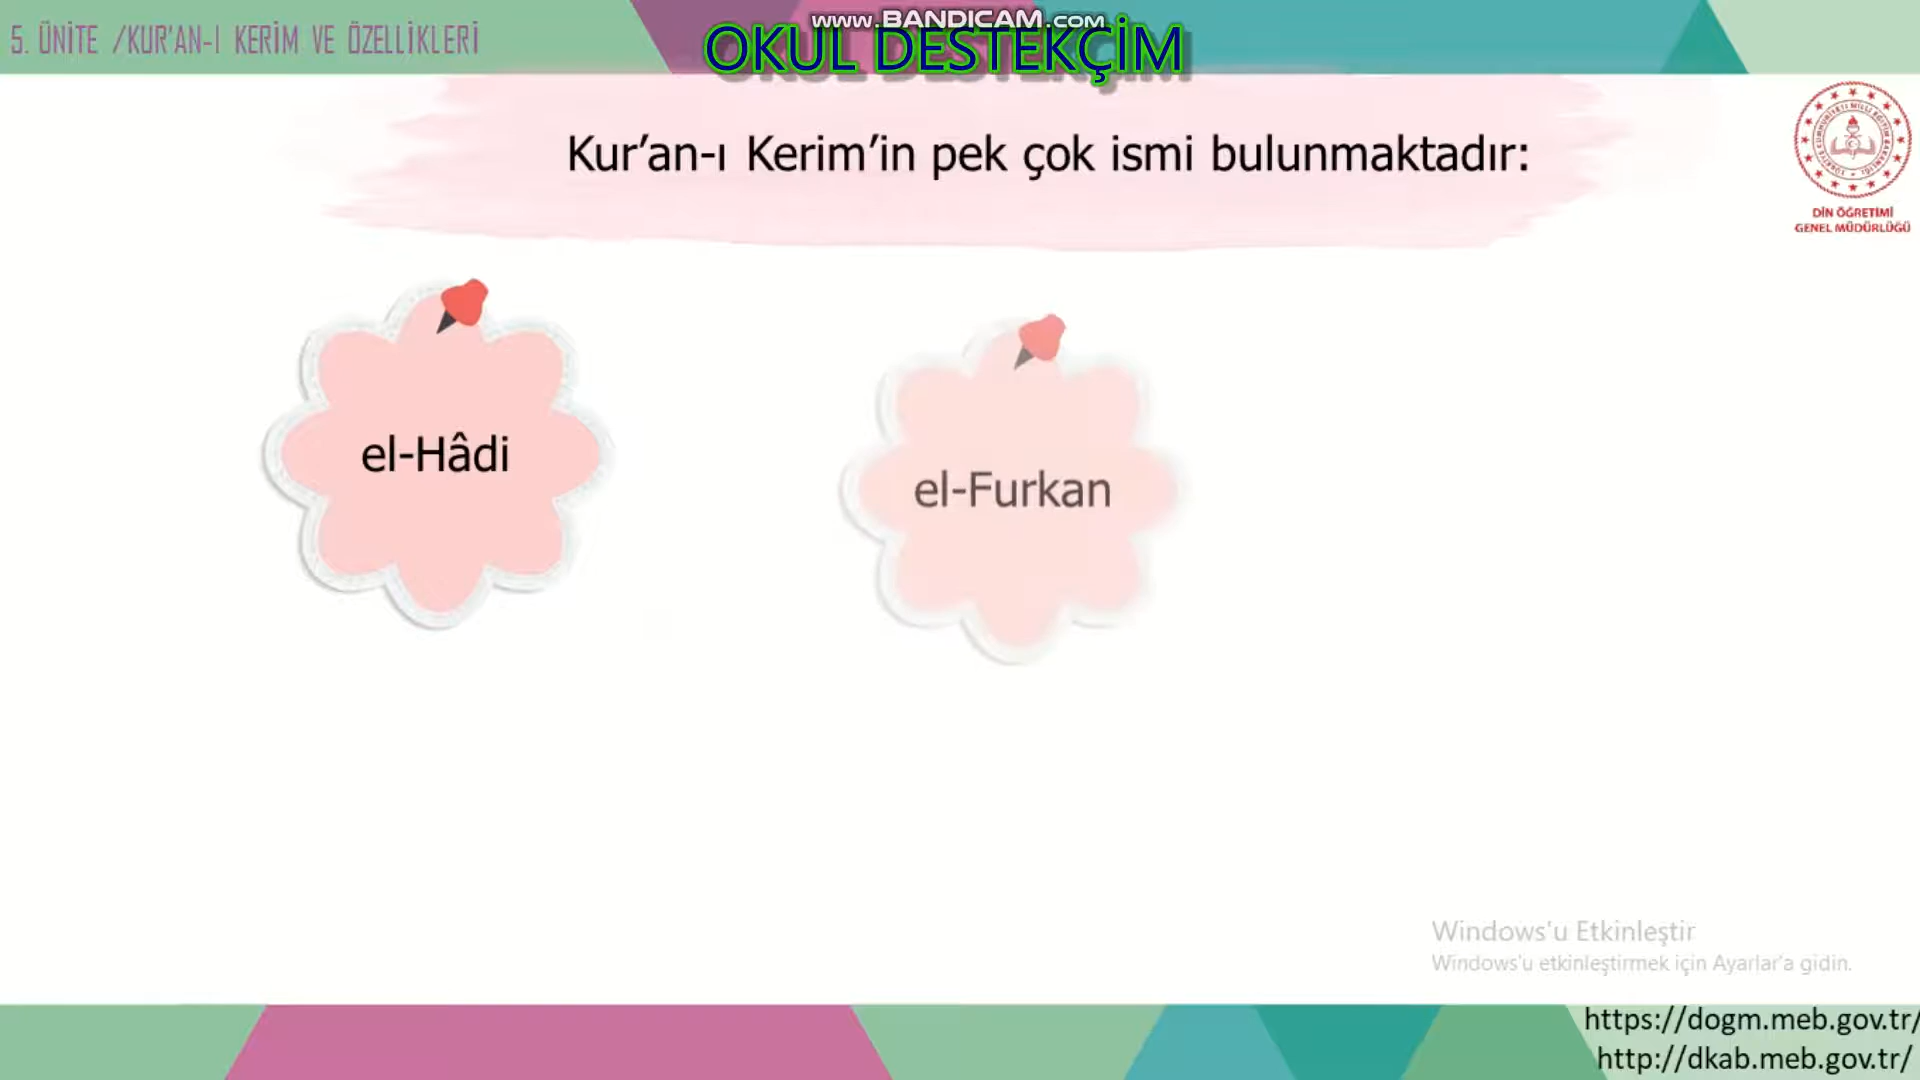 www.BANDICAM.com
5. ÜNİTE /KUR'AN-I KERİM VE ÖZELLİKLERİ
OKUL DESTEKÇİM
Kur’an-ı Kerim’in pek çok ismi bulunmaktadır:
DİN ÖĞRETİMİ
GENEL MÜDÜRLÜĞÜ
el-Hâdi
el-Furkan
Windows'u Etkinleştir
Windows'u etkinleştirmek için Ayarlar'a gidin.
https://dogm.meb.gov.tr/
http://dkab.meb.gov.tr/